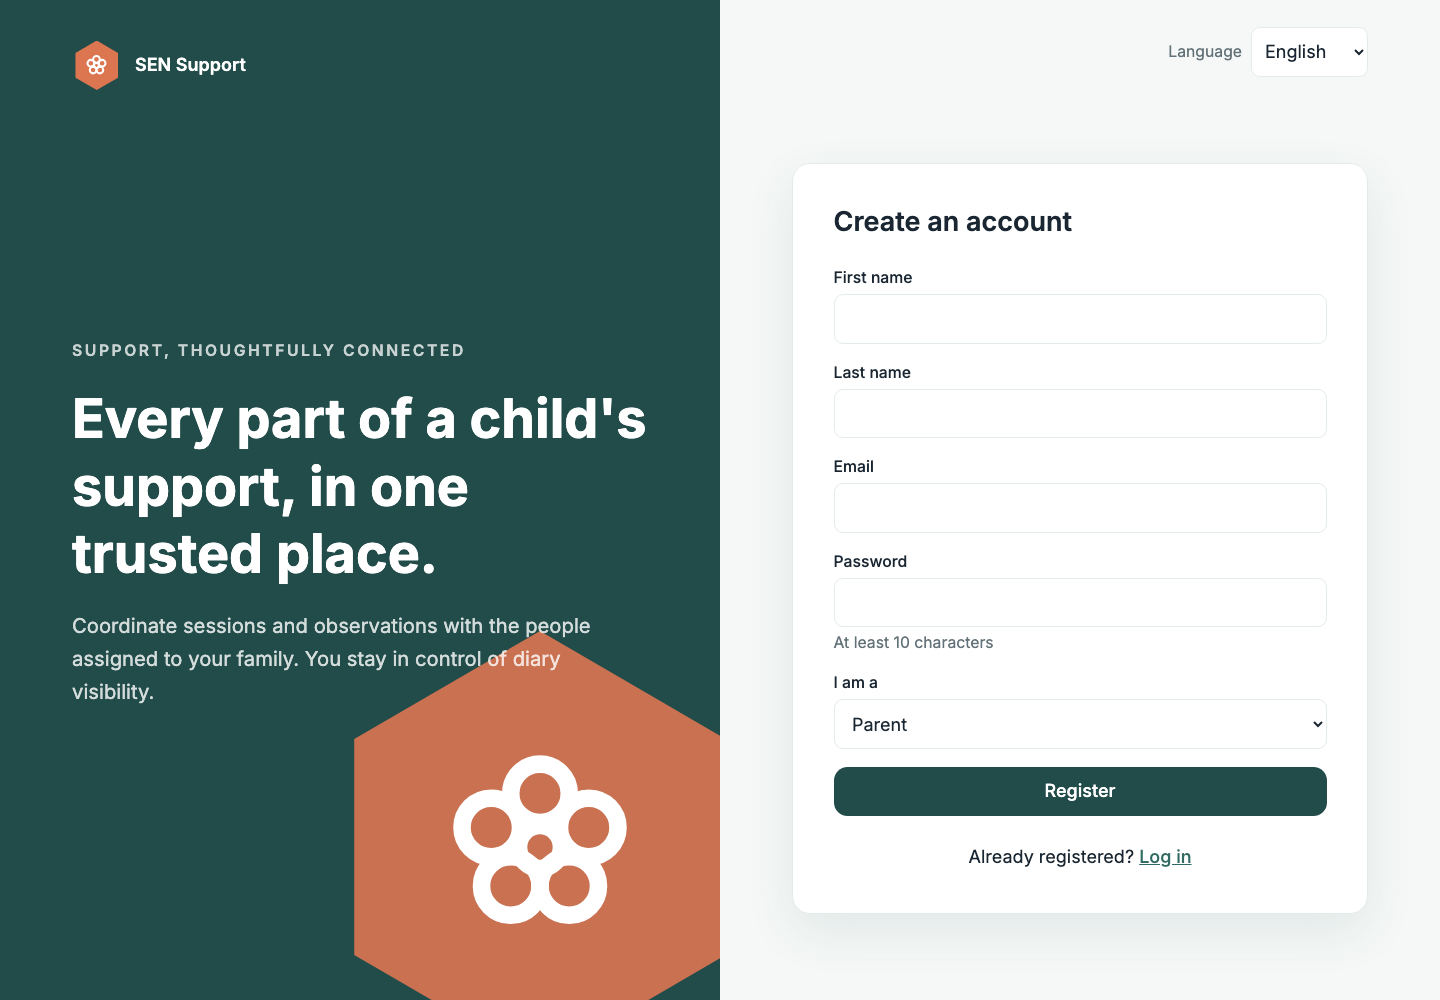 SEN Support
Language
English
SUPPORT, THOUGHTFULLY CONNECTED
Every part of a child's
support, in one
trusted place.
Coordinate sessions and observations with the people
assigned to your family. You stay in control of diary
visibility.
Create an account
First name
Last name
Email
Password
At least 10 characters
I am a
Parent
Register
Already registered? Log in